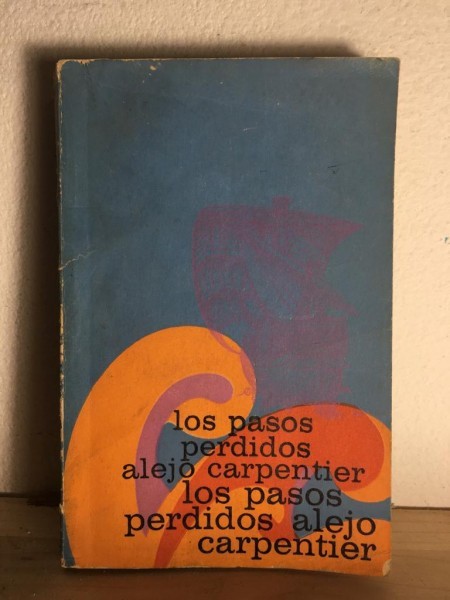 los pasos
perdidos
alejo carpentier
los pasos
perdidos alejo
carpentier